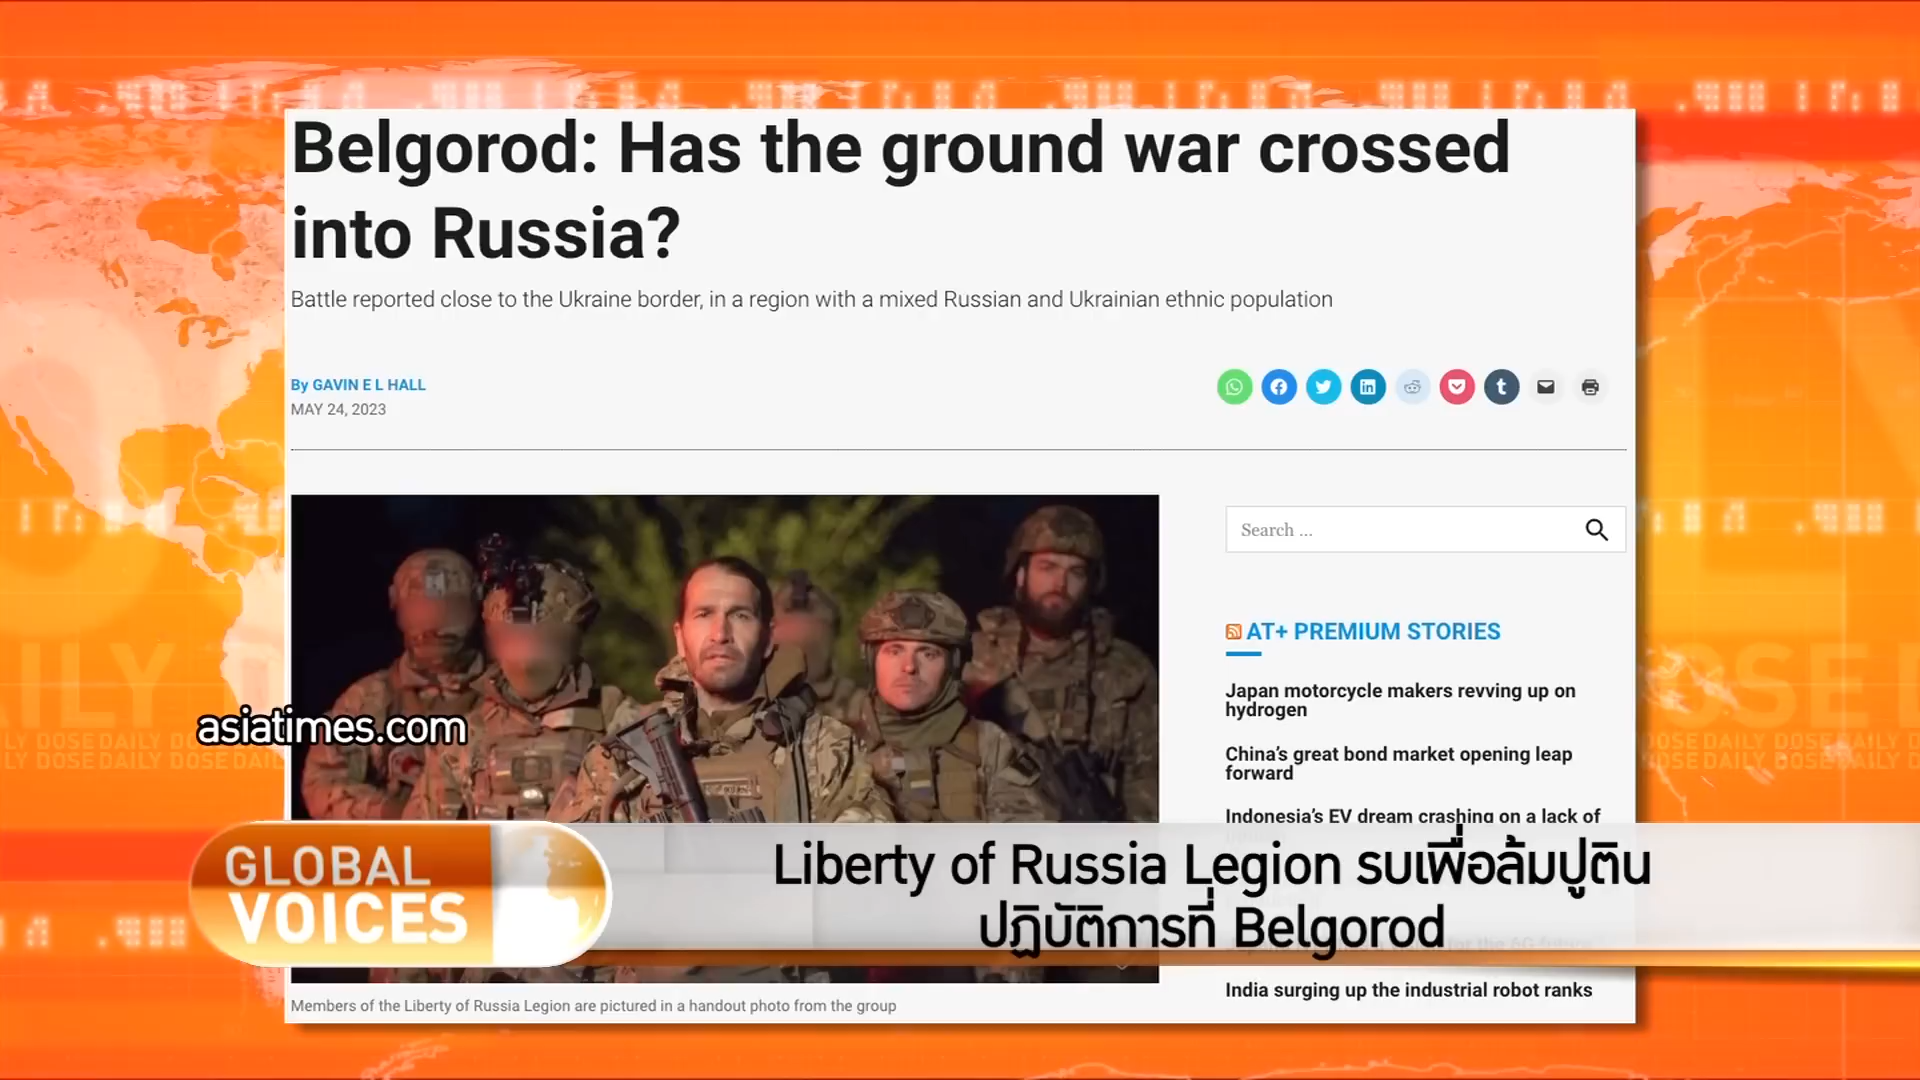 Belgorod: Has the ground war crossed
into Russia?
Battle reported close to the Ukraine border, in a region with a mixed Russian and Ukrainian ethnic population
By GAVIN E L HALL
MAY 24, 2023
Search ...
AT+ PREMIUM STORIES
Japan motorcycle makers revving up on
hydrogen
China's great bond market opening leap
forward
Indonesia's EV dream crashing on a lack of
asiatimes.com
GLOBAL
VOICES
Liberty of Russia Legion รบเพื่อล้มปูติน
ปฏิบัติการที่ Belgorod
India surging up the industrial robot ranks
Members of the Liberty of Russia Legion are pictured in a handout photo from the group